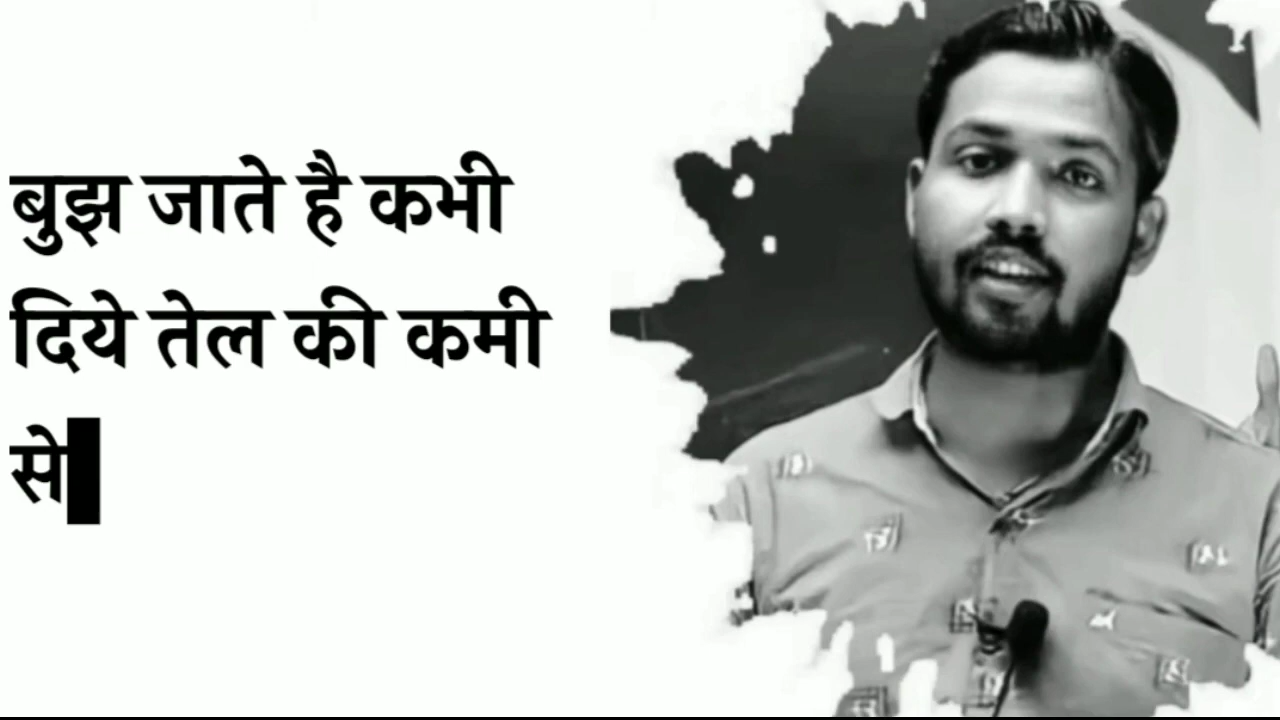 बुझ जाते है कभी
दिये तेल की कमी
से